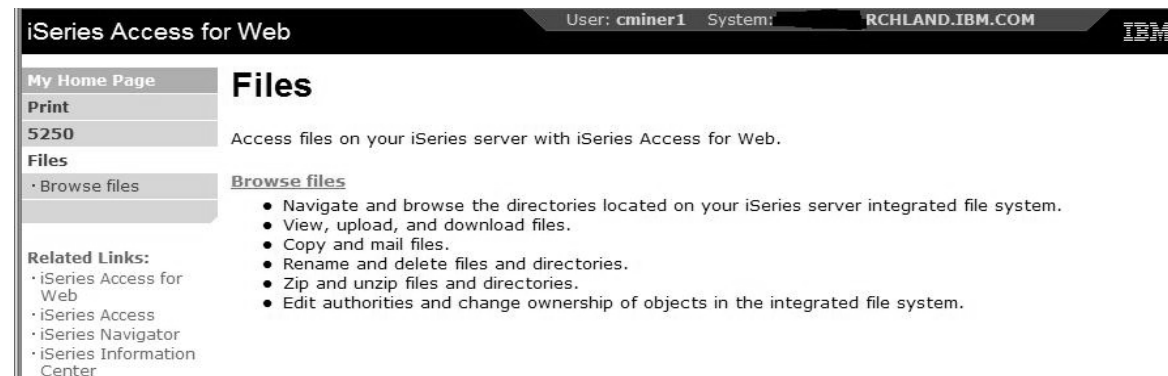 iSeries Access for Web
User: cminer1 System: RCHLAND.IBM.COM
IBM
My Home Page
Print
5250
Files
· Browse files
Related Links:
· iSeries Access for
Web
· iSeries Access
· iSeries Navigator
· iSeries Information
Center
Files
Access files on your iSeries server with iSeries Access for Web.
Browse files
● Navigate and browse the directories located on your iSeries server integrated file system.
● View, upload, and download files.
● Copy and mail files.
● Rename and delete files and directories.
● Zip and unzip files and directories.
● Edit authorities and change ownership of objects in the integrated file system.